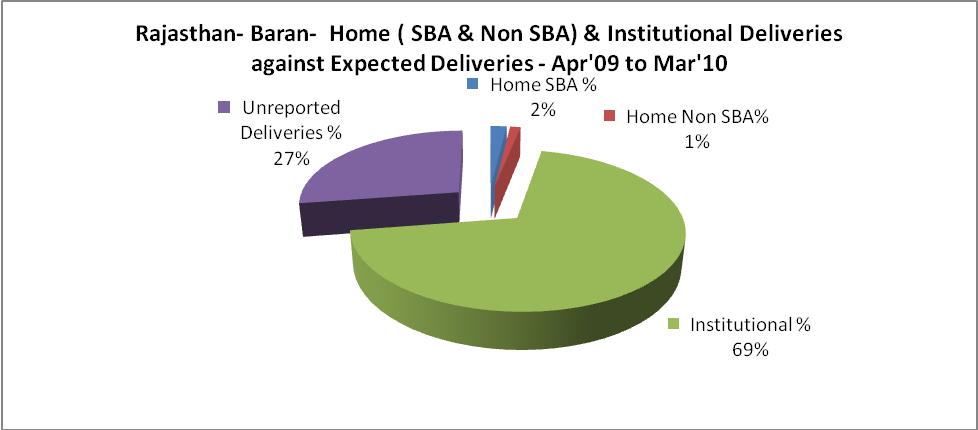 Rajasthan- Baran- Home ( SBA & Non SBA) & Institutional Deliveries
against Expected Deliveries - Apr'09 to Mar'10
Home SBA %
2%
Home Non SBA%
1%
Unreported
Deliveries %
27%
Institutional %
69%